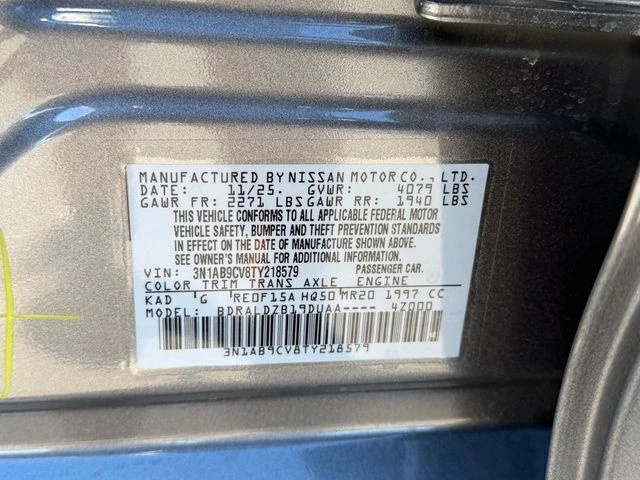 MANUFACTURED BY NISSAN MOTOR CO., LTD.
DATE: 11/25. GVWR: 4079 LBS
GAWR FR: 2271 LBS GAWR RR: 1940 LBS
THIS VEHICLE CONFORMS TO ALL APPLICABLE FEDERAL MOTOR
VEHICLE SAFETY, BUMPER, AND THEFT PREVENTION STANDARDS
IN EFFECT ON THE DATE OF MANUFACTURE SHOWN ABOVE.
SEE OWNER'S MANUAL FOR ADDITIONAL INFORMATION.
VIN: 3N1AB9CV8TY218579 PASSENGER CAR.
COLOR TRIM TRANS AXLE ENGINE
KAD 'G RE0F15A HQ50 MR20 1997 CC
MODEL: BDRALDZB19DUAA---- 4Z000
3N1AB9CV8TY218579